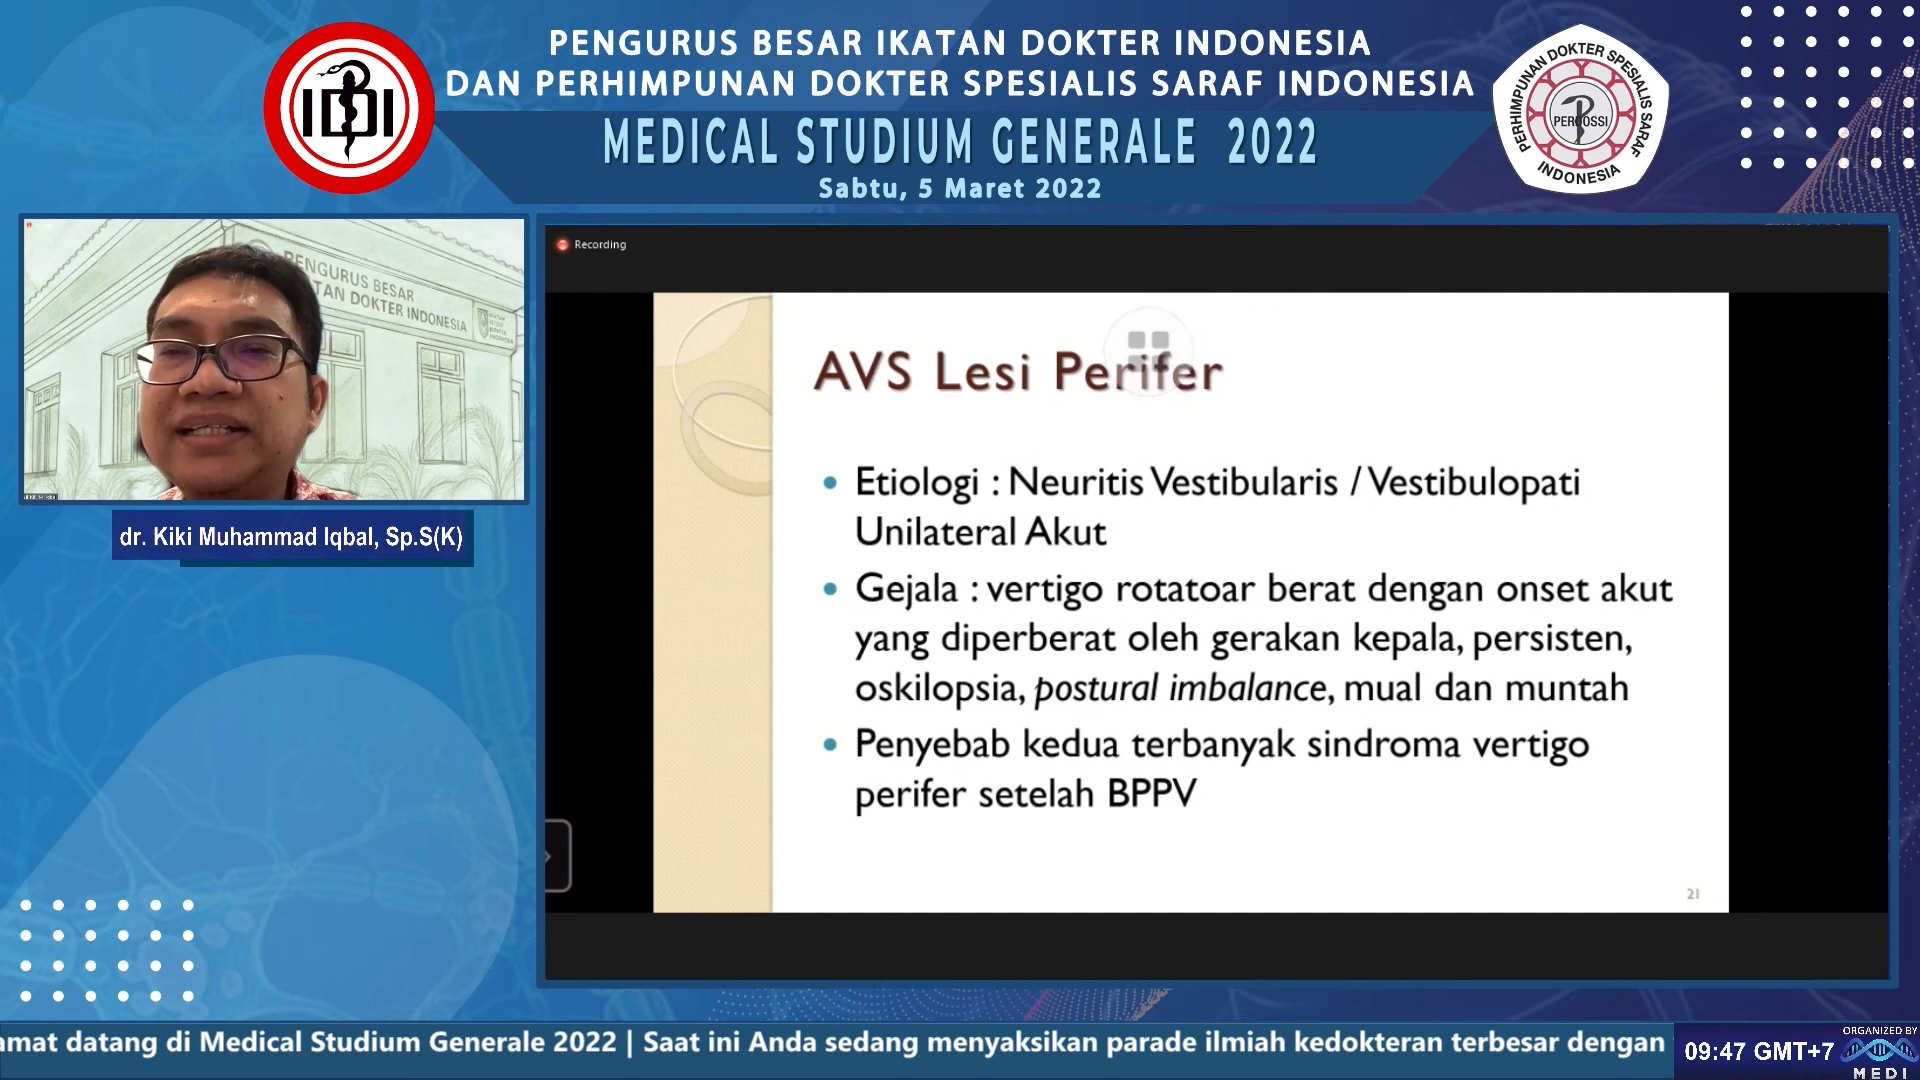 PENGURUS BESAR IKATAN DOKTER INDONESIA
DAN PERHIMPUNAN DOKTER SPESIALIS SARAF INDONESIA
MEDICAL STUDIUM GENERALE 2022
Sabtu, 5 Maret 2022
IDI
PERHIMPUNAN DOKTER SPESIALIS SARAF
PERDOSSI
INDONESIA
PENGURUS BESAR
IKATAN DOKTER INDONESIA
dr. Kiki Muhammad Iqbal, Sp.S(K)
Recording
AVS Lesi Perifer
• Etiologi : Neuritis Vestibularis / Vestibulopati
Unilateral Akut
• Gejala : vertigo rotatoar berat dengan onset akut
yang diperberat oleh gerakan kepala, persisten,
oskilopsia, postural imbalance, mual dan muntah
• Penyebab kedua terbanyak sindroma vertigo
perifer setelah BPPV
21
amat datang di Medical Studium Generale 2022 | Saat ini Anda sedang menyaksikan parade ilmiah kedokteran terbesar dengan
09:47 GMT+7
ORGANIZED BY
MEDI